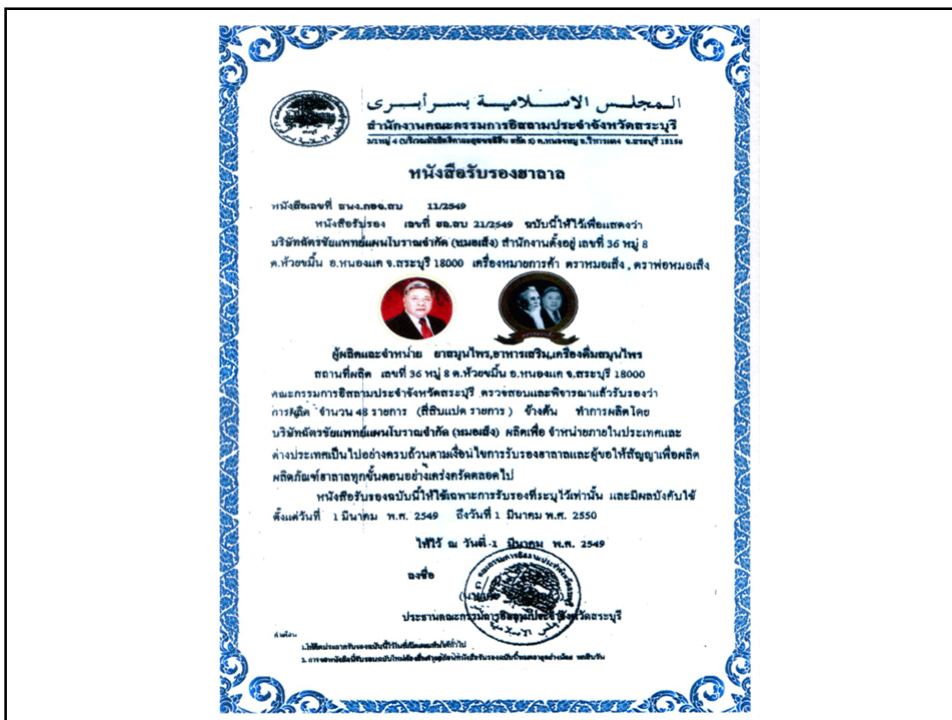 المجلس الاسلامية بسرأبرى
สำนักงานคณะกรรมการอิสลามประจำจังหวัดสระบุรี
หนังสือรับรองฮาลาล
หนังสือเลขที่ สนง.กอจ.สบ 11/2549
หนังสือรับรอง เลขที่ ฮล.สบ 21/2549 ฉบับนี้ให้ไว้เพื่อแสดงว่า
บริษัทฉัตรชัยแพทย์แผนโบราณจำกัด (หมอเส็ง) สำนักงานตั้งอยู่ เลขที่ 36 หมู่ 8
ต.ห้วยขมิ้น อ.หนองแค จ.สระบุรี 18000 เครื่องหมายการค้า ตราหมอเส็ง , ตราพ่อหมอเส็ง
ผู้ผลิตและจำหน่าย ยาสมุนไพร,อาหารเสริม,เครื่องดื่มสมุนไพร
สถานที่ผลิต เลขที่ 36 หมู่ 8 ต.ห้วยขมิ้น อ.หนองแค จ.สระบุรี 18000
คณะกรรมการอิสลามประจำจังหวัดสระบุรี ตรวจสอบและพิจารณาแล้วรับรองว่า
การผลิต จำนวน 48 รายการ (สี่สิบแปด รายการ ) ข้างต้น ทำการผลิตโดย
บริษัทฉัตรชัยแพทย์แผนโบราณจำกัด (หมอเส็ง) ผลิตเพื่อ จำหน่ายภายในประเทศและ
ต่างประเทศเป็นไปอย่างครบถ้วนตามเงื่อนไขการรับรองฮาลาลและผู้ขอให้สัญญาเพื่อผลิต
ผลิตภัณฑ์ฮาลาลทุกขั้นตอนอย่างเคร่งครัดตลอดไป
หนังสือรับรองฉบับนี้ให้ใช้เฉพาะการรับรองที่ระบุไว้เท่านั้น และมีผลบังคับใช้
ตั้งแต่วันที่ 1 มีนาคม พ.ศ. 2549 ถึงวันที่ 1 มีนาคม พ.ศ. 2550
ให้ไว้ ณ วันที่ 1 มีนาคม พ.ศ. 2549
ลงชื่อ
ประธานคณะกรรมการอิสลามประจำจังหวัดสระบุรี
คำเตือน